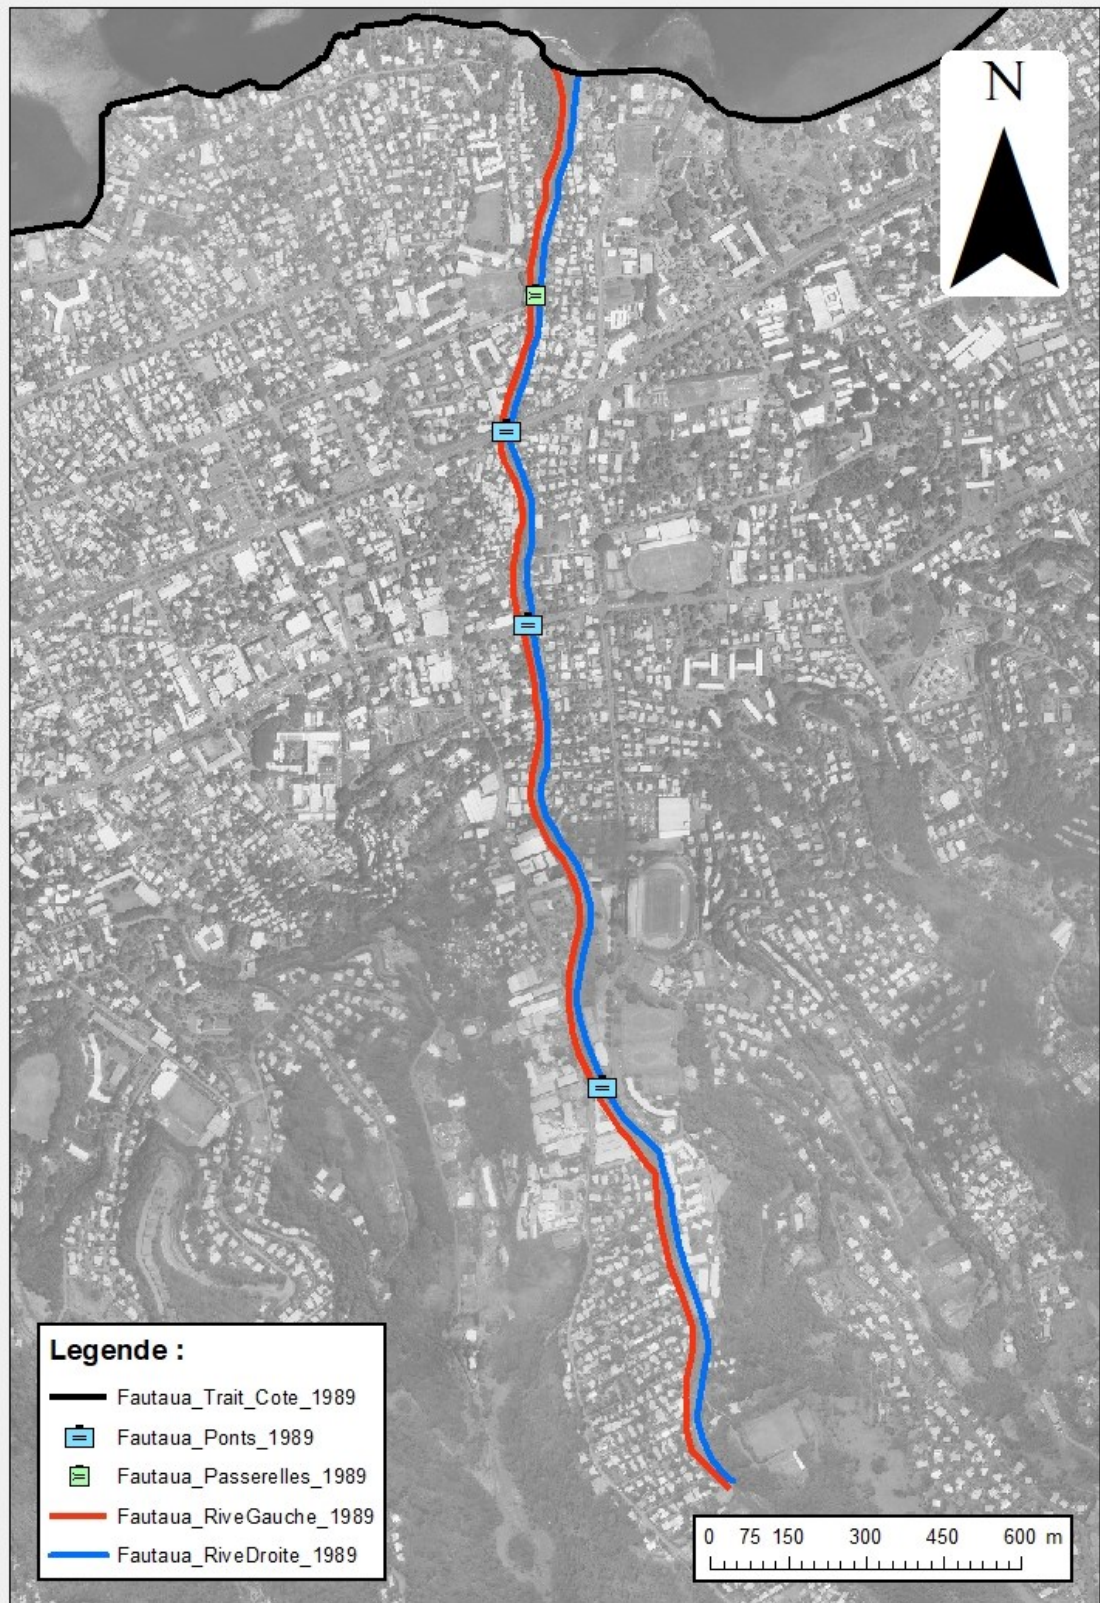 N
Legende :
Fautaua_Trait_Cote_1989
Fautaua_Ponts_1989
Fautaua_Passerelles_1989
Fautaua_RiveGauche_1989
Fautaua_RiveDroite_1989
0 75 150 300 450 600 m